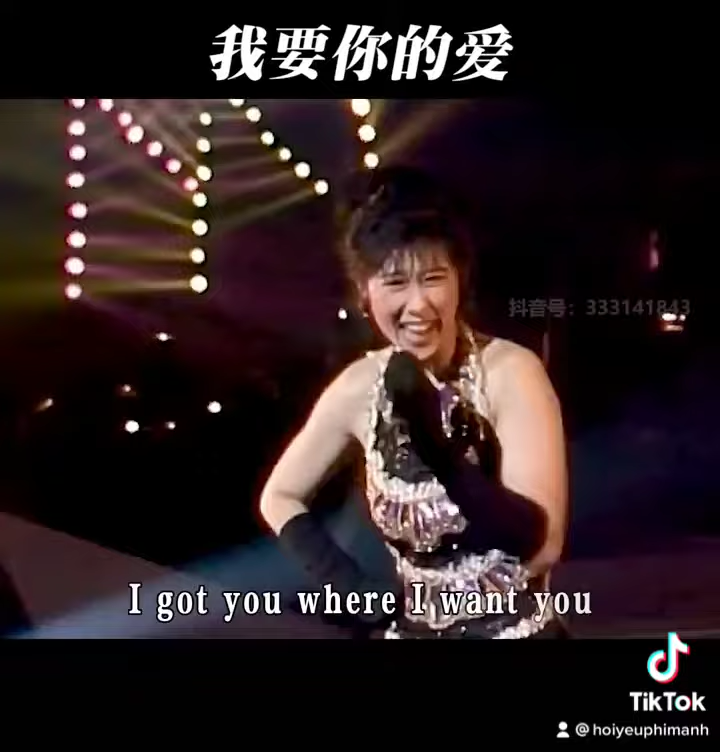 我要你的爱
抖音号：333141843
I got you where I want you
TikTok
@hoiyeuphimanh